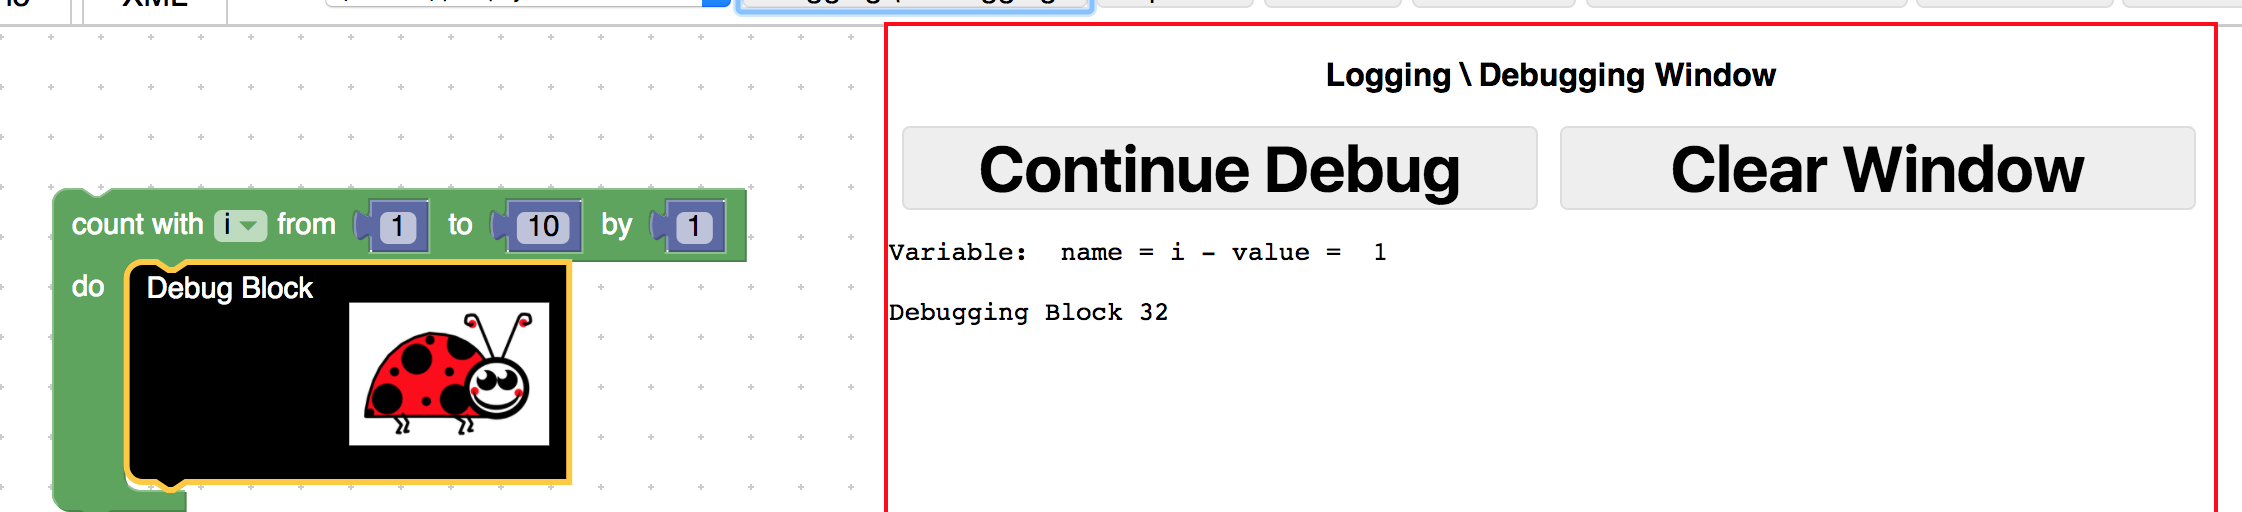 XML
Logging \ Debugging Window
Continue Debug Clear Window
count with i from 1 to 10 by 1
do Debug Block
Variable:  name = i - value =  1
Debugging Block 32